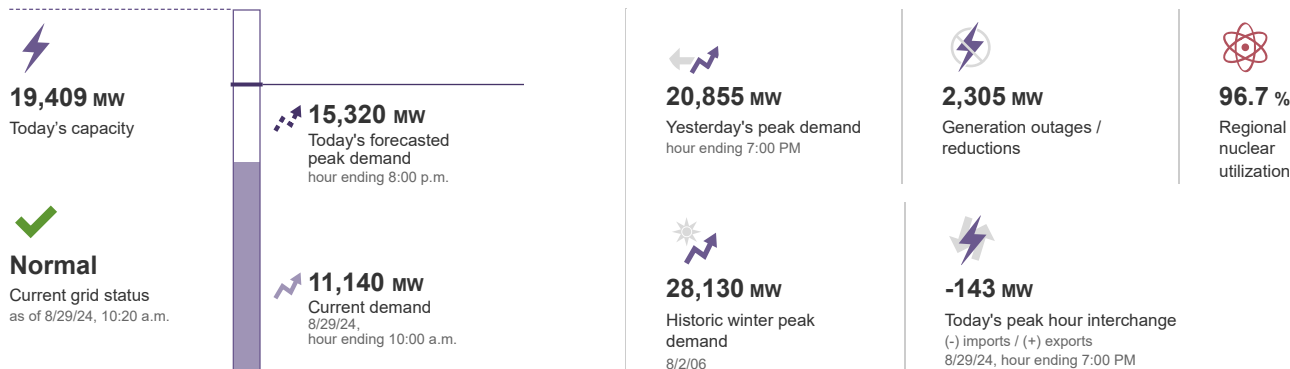 19,409 MW
Today's capacity
Normal
Current grid status
as of 8/29/24, 10:20 a.m.
15,320 MW
Today's forecasted
peak demand
hour ending 8:00 p.m.
11,140 MW
Current demand
8/29/24,
hour ending 10:00 a.m.
20,855 MW
Yesterday's peak demand
hour ending 7:00 PM
2,305 MW
Generation outages /
reductions
96.7 %
Regional
nuclear
utilization
28,130 MW
Historic winter peak
demand
8/2/06
-143 MW
Today's peak hour interchange
(-) imports / (+) exports
8/29/24, hour ending 7:00 PM